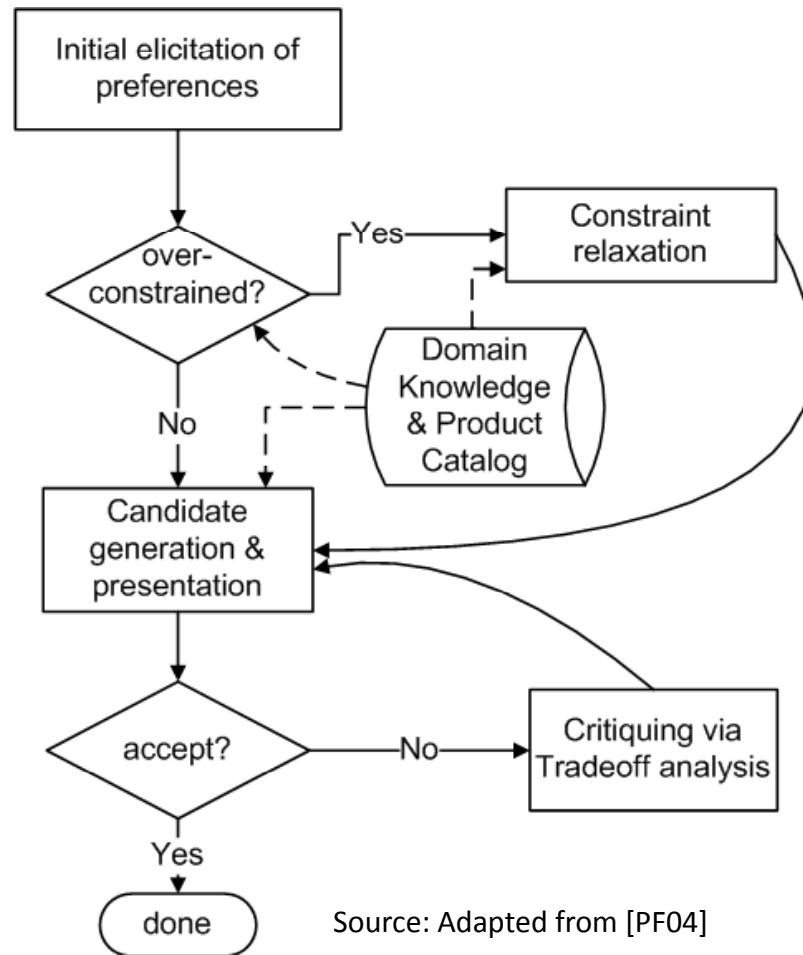 Initial elicitation of
preferences
over-
constrained?
Yes
Constraint
relaxation
Domain
Knowledge
& Product
Catalog
No
Candidate
generation &
presentation
accept?
No
Critiquing via
Tradeoff analysis
Yes
done
Source: Adapted from [PF04]